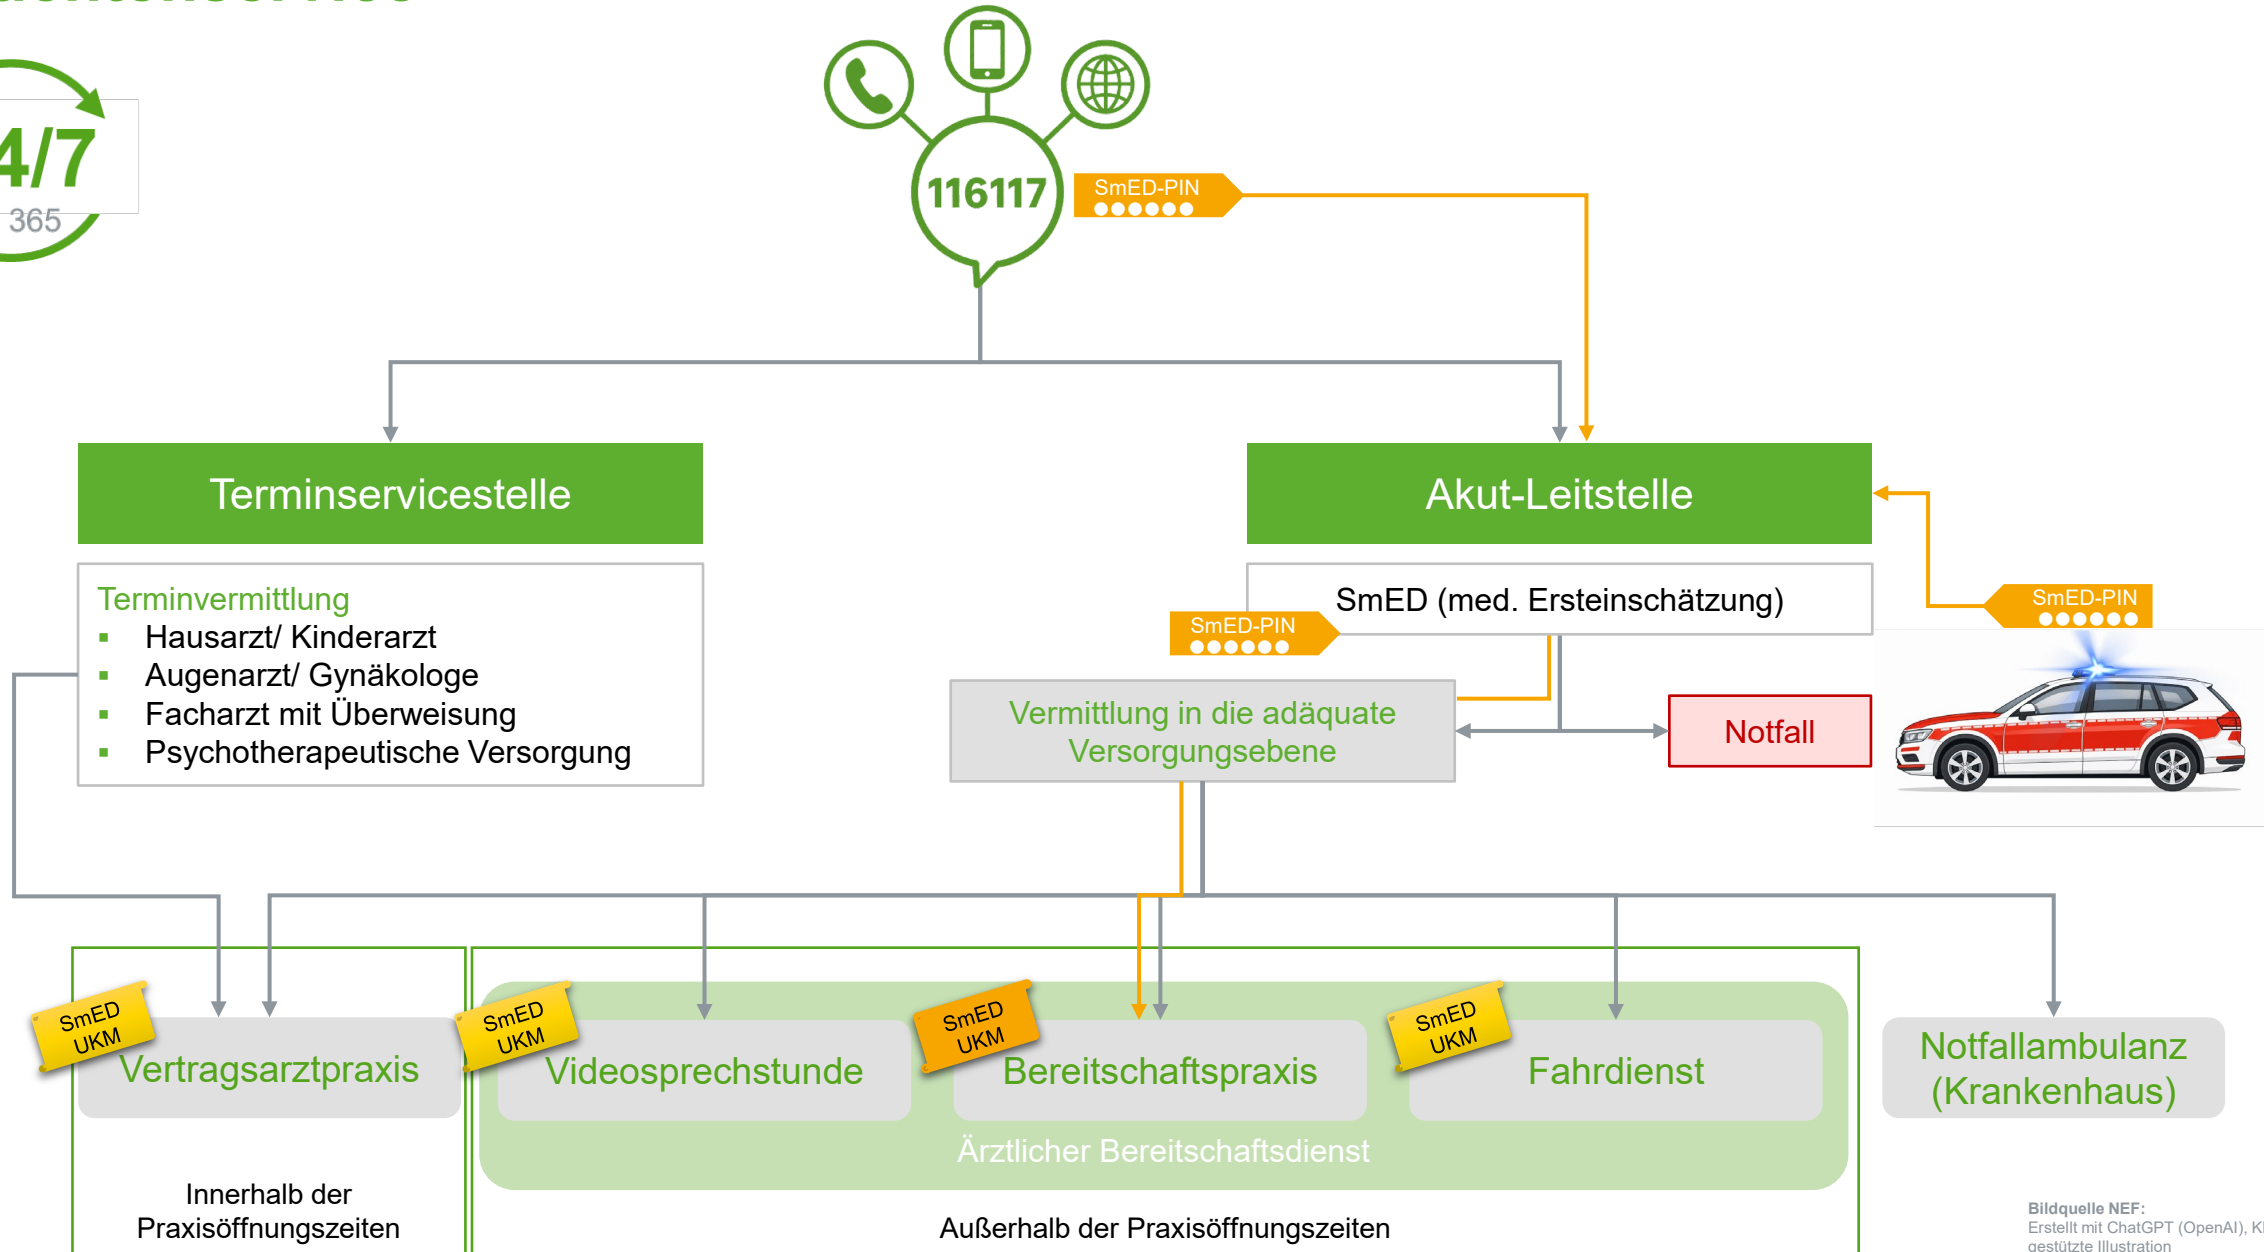 4/7
365
116117
SmED-PIN
Terminservicestelle
Akut-Leitstelle
Terminvermittlung
Hausarzt/ Kinderarzt
Augenarzt/ Gynäkologe
Facharzt mit Überweisung
Psychotherapeutische Versorgung
SmED (med. Ersteinschätzung)
SmED-PIN
SmED-PIN
Vermittlung in die adäquate
Versorgungsebene
Notfall
SmED
UKM
Vertragsarztpraxis
SmED
UKM
Videosprechstunde
SmED
UKM
Bereitschaftspraxis
SmED
UKM
Fahrdienst
Notfallambulanz
(Krankenhaus)
Ärztlicher Bereitschaftsdienst
Innerhalb der
Praxisöffnungszeiten
Außerhalb der Praxisöffnungszeiten
Bildquelle NEF:
Erstellt mit ChatGPT (OpenAI), KI
gestützte Illustration